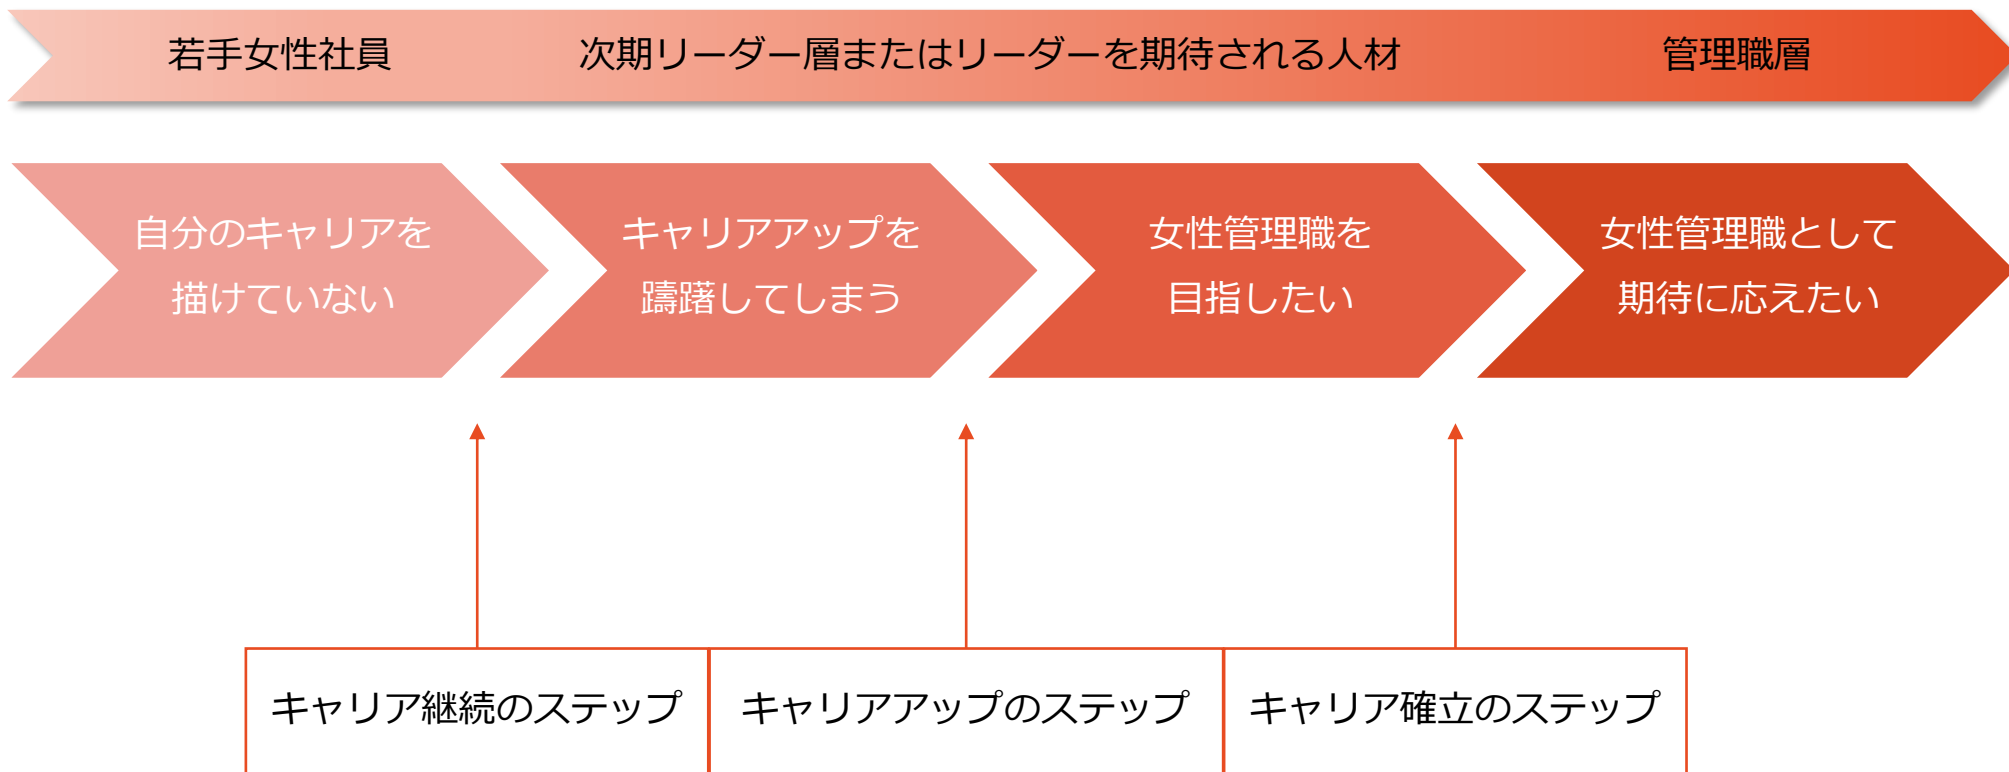 若手女性社員
次期リーダー層またはリーダーを期待される人材
管理職層
自分のキャリアを
描けていない
キャリアアップを
躊躇してしまう
女性管理職を
目指したい
女性管理職として
期待に応えたい
キャリア継続のステップ
キャリアアップのステップ
キャリア確立のステップ